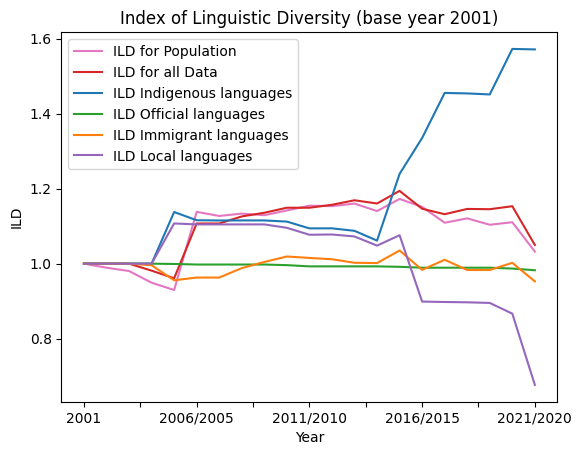 Index of Linguistic Diversity (base year 2001)
1.6
1.4
1.2
1.0
0.8
ILD
ILD for Population
ILD for all Data
ILD Indigenous languages
ILD Official languages
ILD Immigrant languages
ILD Local languages
2001 2006/2005 2011/2010 2016/2015 2021/2020
Year